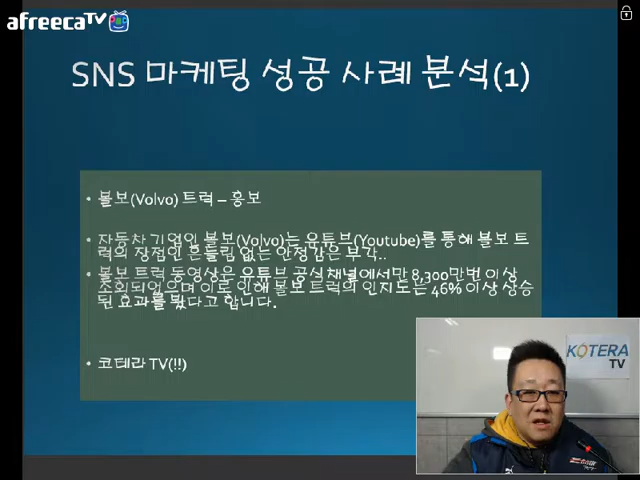 afreecaTV
SNS 마케팅 성공 사례 분석(1)
• 볼보(Volvo) 트럭 – 홍보
• 자동차 기업인 볼보(Volvo)는 유튜브(Youtube)를 통해 볼보 트
럭의 장점인 흔들림 없는 안정감은 부각..
• 볼보 트럭 동영상은 유튜브 공식채널에서만 8,300만번 이상
조회되었으며 이로 인해 볼보 트럭의 인지도는 46% 이상 상승
된 효과를 봤다고 합니다.
• 코테라 TV(!!)
KOTERA
TV